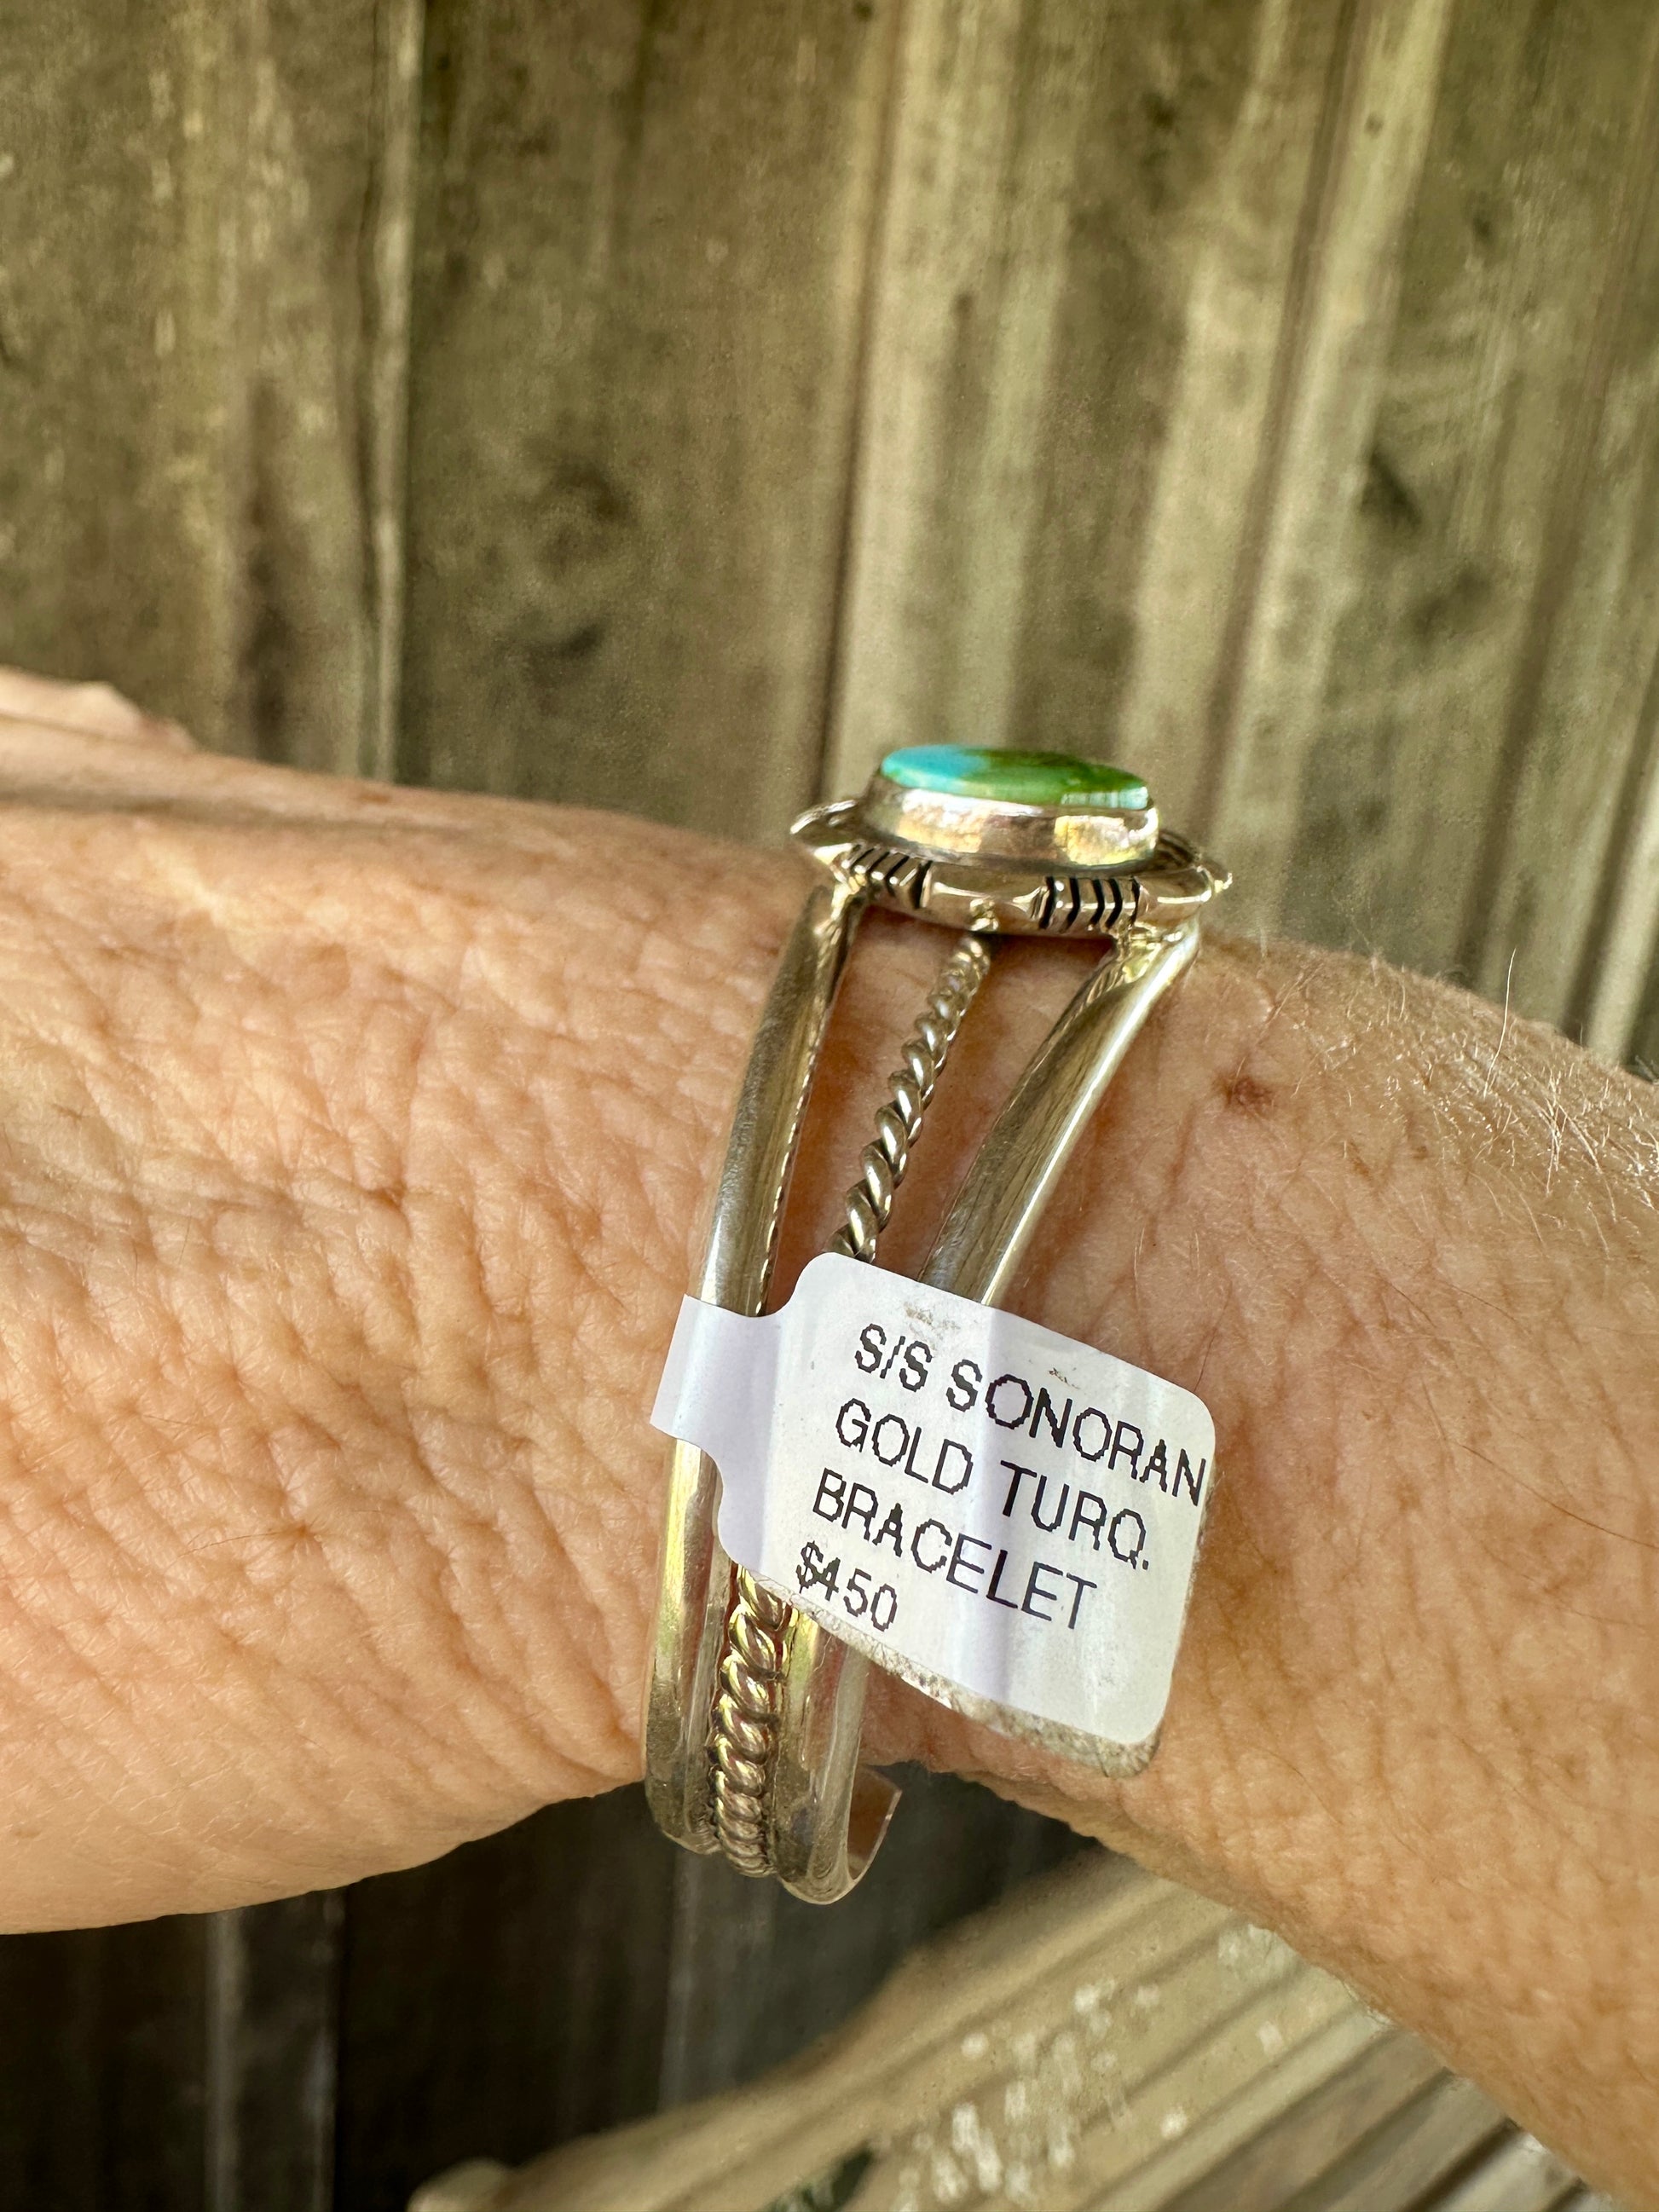 S/S SONORAN
GOLD TURQ.
BRACELET
$450